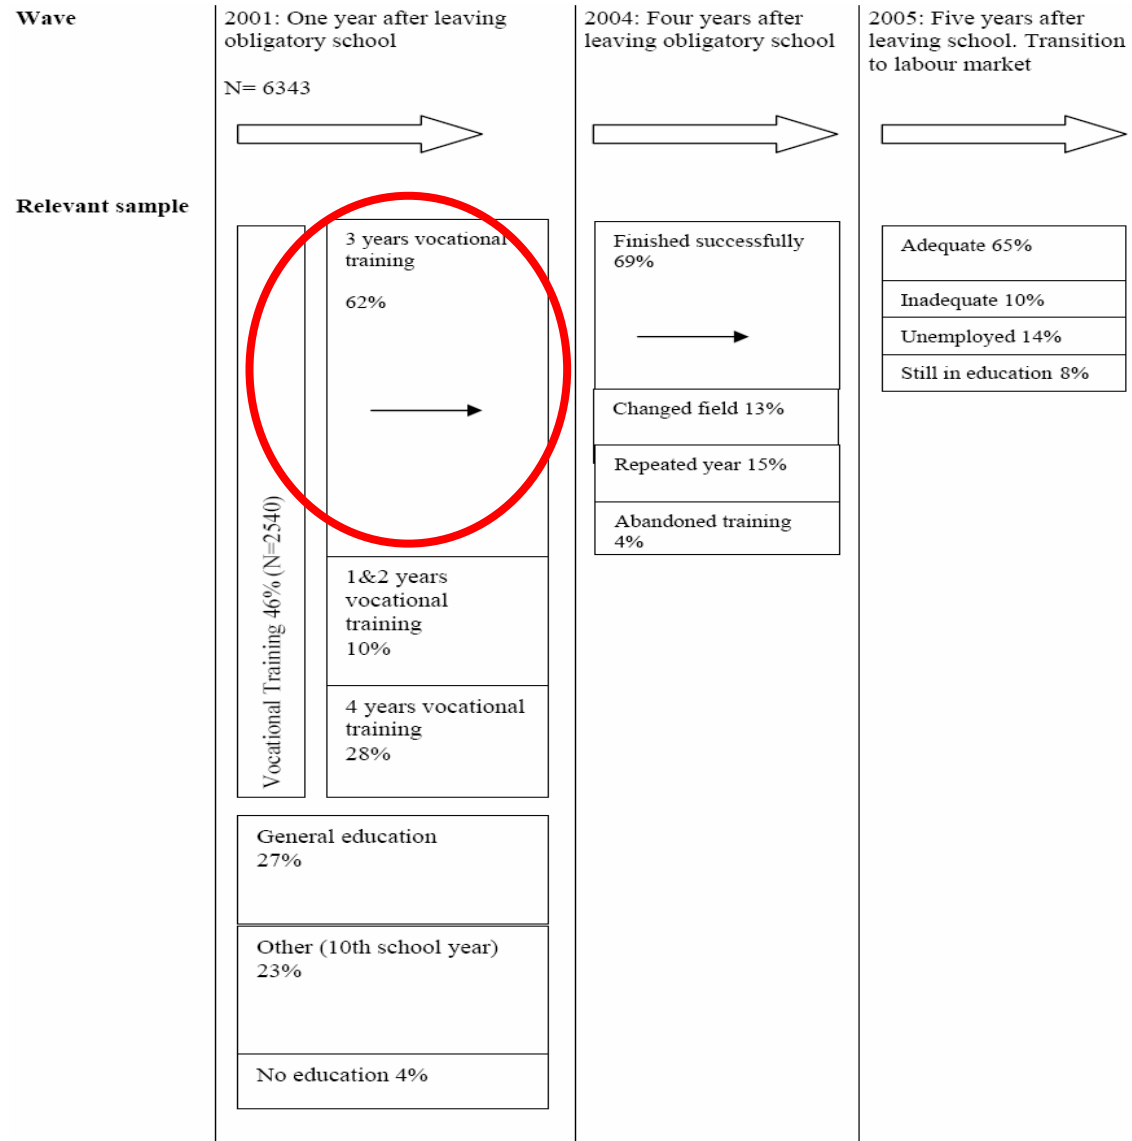 Wave
2001: One year after leaving
obligatory school
N= 6343
2004: Four years after
leaving obligatory school
2005: Five years after
leaving school. Transition
to labour market
Relevant sample
Vocational Training 46% (N=2540)
3 years vocational
training
62%
1&2 years
vocational
training
10%
4 years vocational
training
28%
General education
27%
Other (10th school year)
23%
No education 4%
Finished successfully
69%
Changed field 13%
Repeated year 15%
Abandoned training
4%
Adequate 65%
Inadequate 10%
Unemployed 14%
Still in education 8%